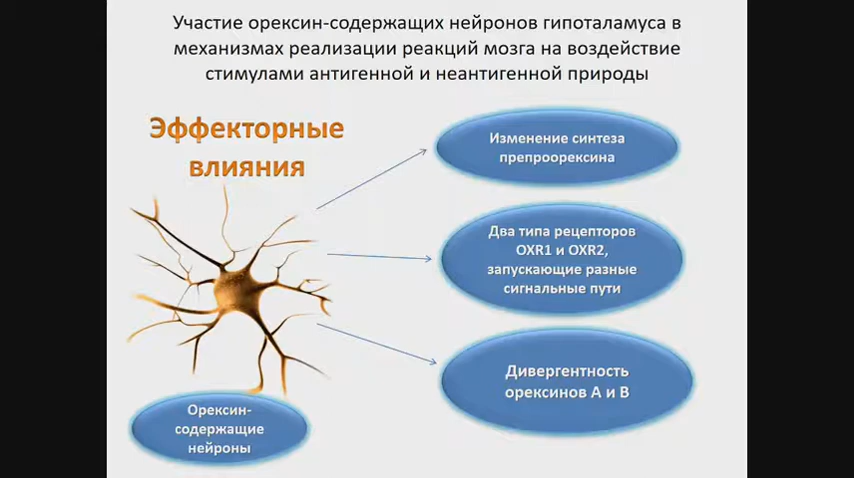 Участие орексин-содержащих нейронов гипоталамуса в
механизмах реализации реакций мозга на воздействие
стимулами антигенной и неантигенной природы
Эффекторные
влияния
Изменение синтеза
препроорексина
Два типа рецепторов
OXR1 и OXR2,
запускающие разные
сигнальные пути
Дивергентность
орексинов А и В
Орексин-
содержащие
нейроны